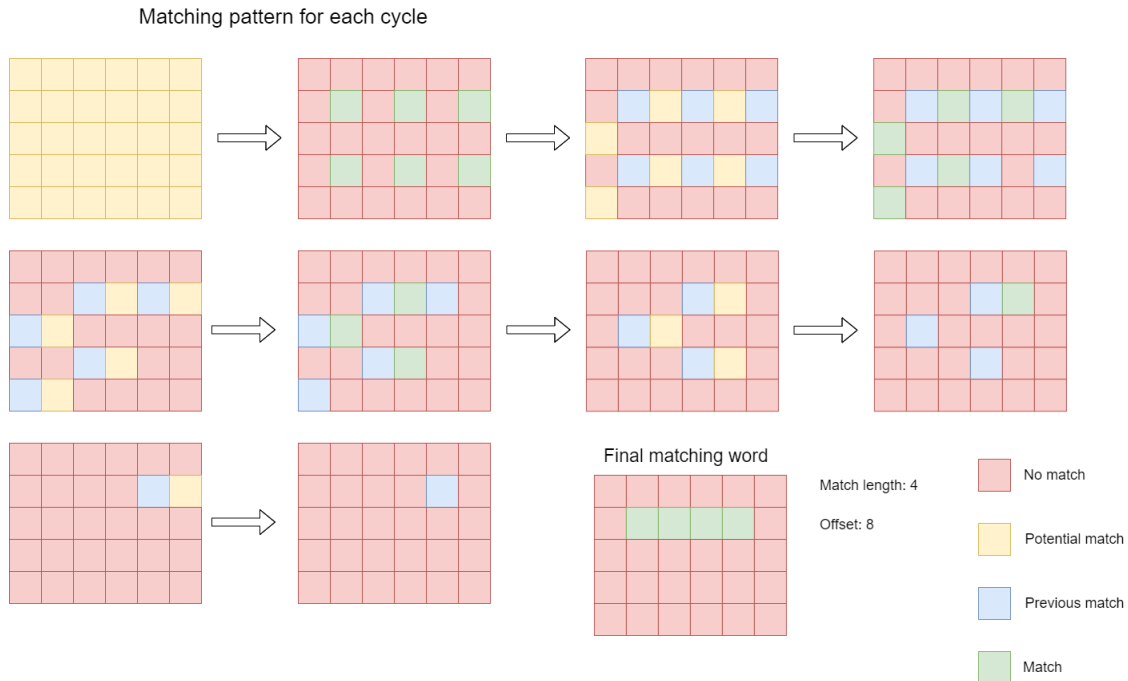 Matching pattern for each cycle
Final matching word
Match length: 4
Offset: 8
No match
Potential match
Previous match
Match